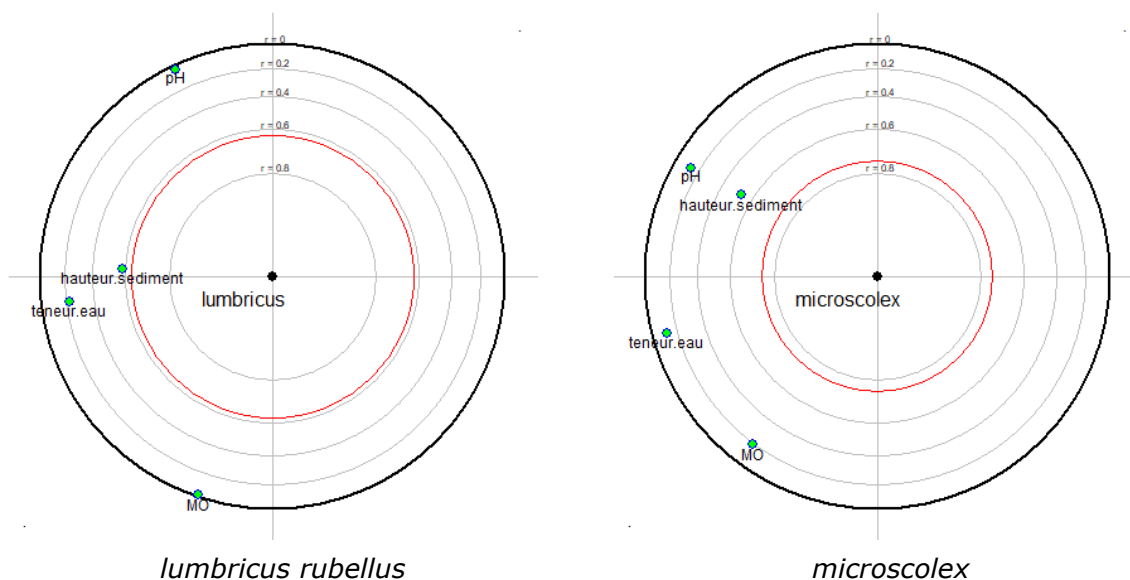 r = 0
r = 0.2
pH
r = 0.4
r = 0.6
r = 0.8
hauteur.sediment
lumbricus
teneur.eau
MO
lumbricus rubellus
r = 0
r = 0.2
r = 0.4
r = 0.6
pH
r = 0.8
hauteur.sediment
microscolex
teneur.eau
MO
microscolex